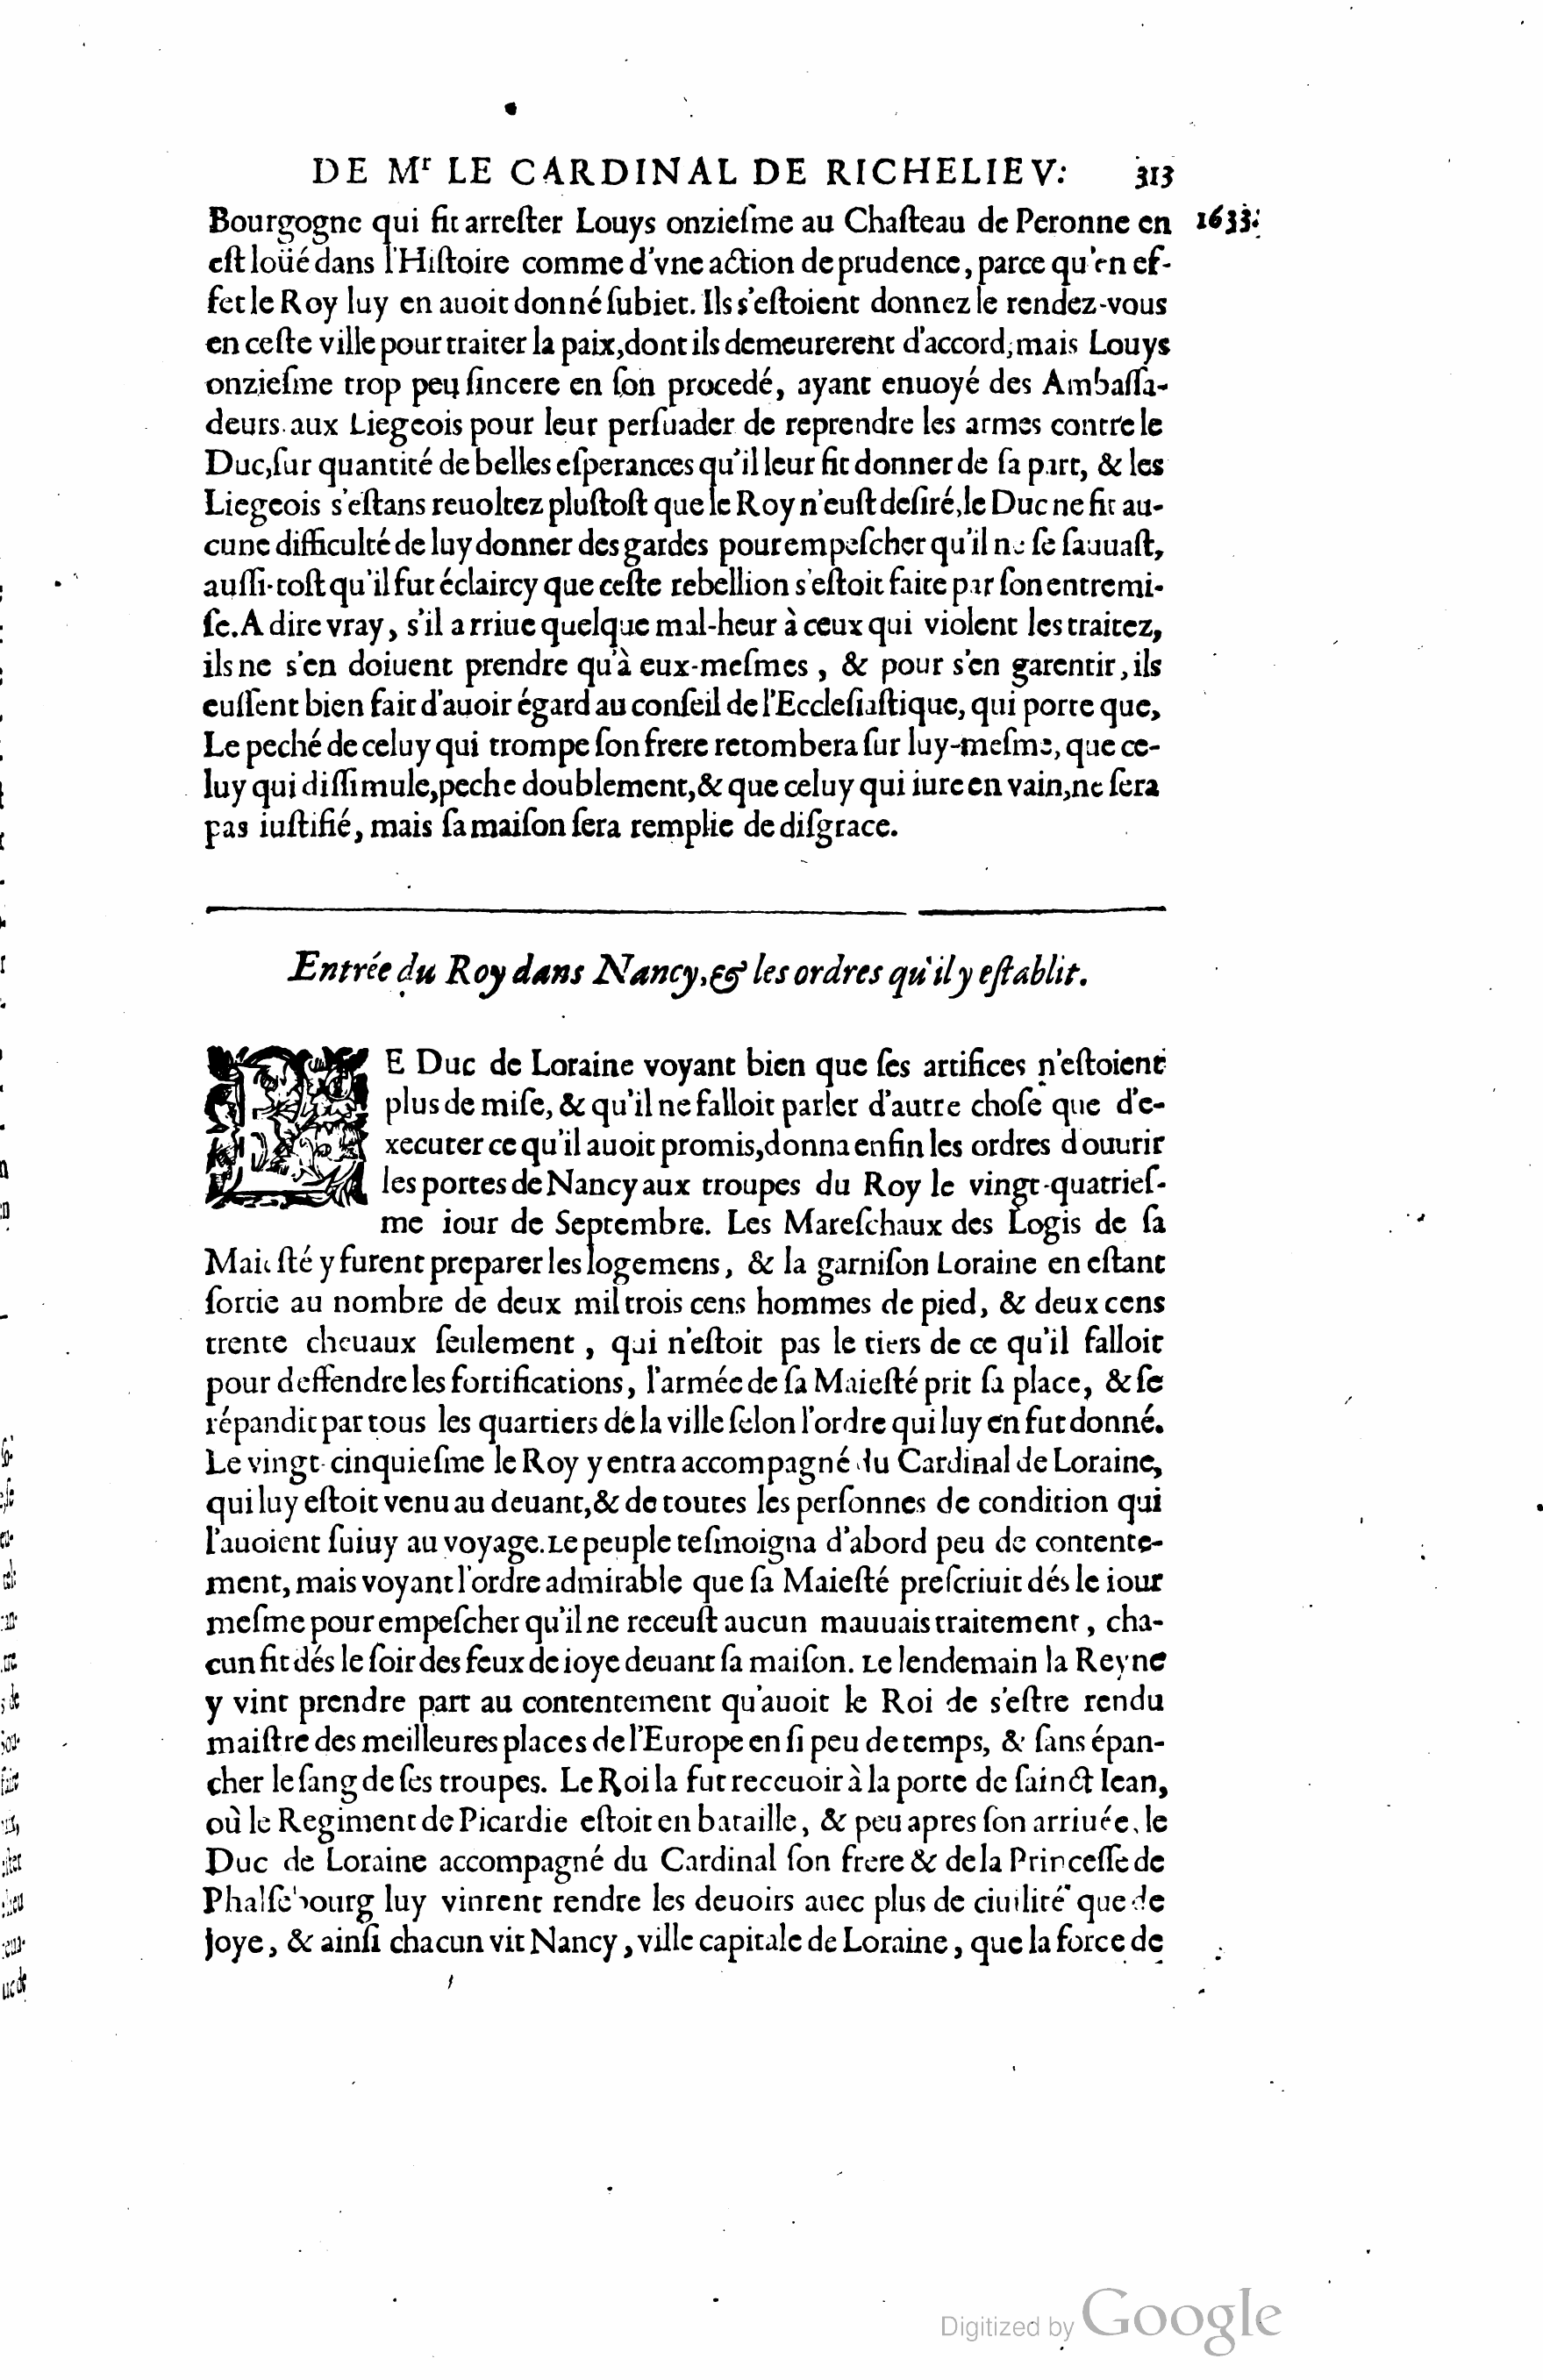 DE Mr LE CARDINAL DE RICHELIEV: 313
Bourgogne qui fit arreſter Louys onzieſme au Chaſteau de Peronne en 1633.
eſt loüé dans l'Hiſtoire comme d'vne action de prudence, parce qu'en ef-
fet le Roy luy en auoit donné ſubiet. Ils s'eſtoient donnez le rendez-vous
en ceſte ville pour traiter la paix, dont ils demeurerent d'accord; mais Louys
onzieſme trop peu ſincere en ſon procedé, ayant enuoyé des Ambaſſa-
deurs aux Liegeois pour leur perſuader de reprendre les armes contre le
Duc, ſur quantité de belles eſperances qu'il leur fit donner de ſa part, & les
Liegeois s'eſtans reuoltez pluſtoſt que le Roy n'euſt deſiré, le Duc ne fit au-
cune difficulté de luy donner des gardes pour empeſcher qu'il ne ſe ſauuaſt,
auſſi-toſt qu'il fut éclaircy que ceſte rebellion s'eſtoit faite par ſon entremi-
ſe. A dire vray, s'il arriue quelque mal-heur à ceux qui violent les traitez,
ils ne s'en doiuent prendre qu'à eux-meſmes, & pour s'en garentir, ils
euſſent bien fait d'auoir égard au conſeil de l'Eccleſiaſtique, qui porte que,
Le peché de celuy qui trompe ſon frere retombera ſur luy-meſme, que ce-
luy qui diſſimule, peche doublement, & que celuy qui iure en vain, ne ſera
pas iuſtifié, mais ſa maiſon ſera remplie de diſgrace.
Entrée du Roy dans Nancy, & les ordres qu'il y eſtablit.
LE Duc de Loraine voyant bien que ſes artifices n'eſtoient
plus de miſe, & qu'il ne falloit parler d'autre choſe que d'e-
xecuter ce qu'il auoit promis, donna enfin les ordres d'ouurir
les portes de Nancy aux troupes du Roy le vingt-quatrieſ-
me iour de Septembre. Les Mareſchaux des Logis de ſa
Maieſté y furent preparer les logemens, & la garniſon Loraine en eſtant
ſortie au nombre de deux mil trois cens hommes de pied, & deux cens
trente cheuaux ſeulement, qui n'eſtoit pas le tiers de ce qu'il falloit
pour deffendre les fortifications, l'armée de ſa Maieſté prit ſa place, & ſe
répandit par tous les quartiers de la ville ſelon l'ordre qui luy en fut donné.
Le vingt-cinquieſme le Roy y entra accompagné du Cardinal de Loraine,
qui luy eſtoit venu au deuant, & de toutes les perſonnes de condition qui
l'auoient ſuiuy au voyage. Le peuple teſmoigna d'abord peu de contente-
ment, mais voyant l'ordre admirable que ſa Maieſté preſcriuit dés le iour
meſme pour empeſcher qu'il ne receuſt aucun mauuais traitement, cha-
cun fit dés le ſoir des feux de ioye deuant ſa maiſon. Le lendemain la Reyne
y vint prendre part au contentement qu'auoit le Roi de s'eſtre rendu
maiſtre des meilleures places de l'Europe en ſi peu de temps, & ſans épan-
cher le ſang de ſes troupes. Le Roi la fut receuoir à la porte de ſainct Iean,
où le Regiment de Picardie eſtoit en bataille, & peu apres ſon arriuée, le
Duc de Loraine accompagné du Cardinal ſon frere & de la Princeſſe de
Phalſebourg luy vinrent rendre les deuoirs auec plus de ciuilité que de
Joye, & ainſi chacun vit Nancy, ville capitale de Loraine, que la force de
Digitized by Google